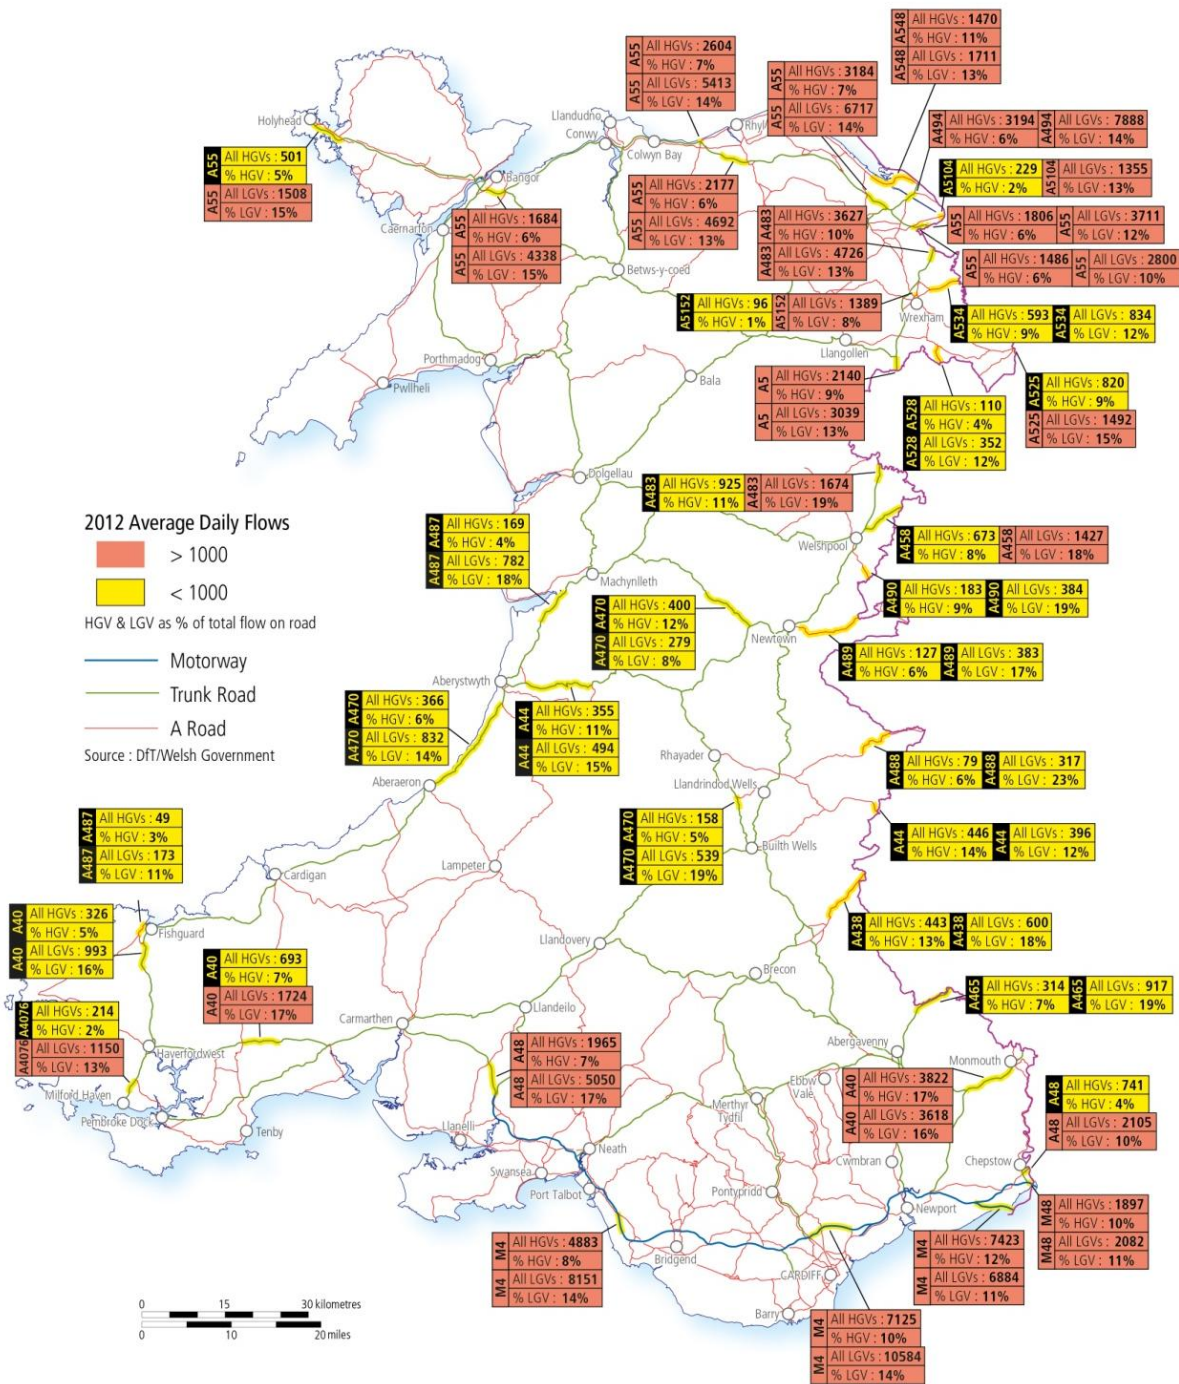 A548 All HGVs : 1470
% HGV : 11%
A548 All LGVs : 1711
% LGV : 13%
A55 All HGVs : 2604
% HGV : 7%
A55 All LGVs : 5413
% LGV : 14%
A55 All HGVs : 3184
% HGV : 7%
A55 All LGVs : 6717
% LGV : 14%
A494 All HGVs : 3194
% HGV : 6%
A494 All LGVs : 7888
% LGV : 14%
Holyhead
Llandudno
Conwy
Colwyn Bay
Rhyl
A55 All HGVs : 501
% HGV : 5%
A55 All LGVs : 1508
% LGV : 15%
Bangor
A5104 All HGVs : 229
% HGV : 2%
A5104 All LGVs : 1355
% LGV : 13%
A55 All HGVs : 2177
% HGV : 6%
A55 All LGVs : 4692
% LGV : 13%
A55 All HGVs : 1684
% HGV : 6%
A55 All LGVs : 4338
% LGV : 15%
Caernarfon
A483 All HGVs : 3627
% HGV : 10%
A483 All LGVs : 4726
% LGV : 13%
A55 All HGVs : 1806
% HGV : 6%
A55 All LGVs : 3711
% LGV : 12%
A55 All HGVs : 1486
% HGV : 6%
A55 All LGVs : 2800
% LGV : 10%
Betws-y-coed
A5152 All HGVs : 96
% HGV : 1%
A5152 All LGVs : 1389
% LGV : 8%
Wrexham
A534 All HGVs : 593
% HGV : 9%
A534 All LGVs : 834
% LGV : 12%
Llangollen
Porthmadog
Pwllheli
Bala
A5 All HGVs : 2140
% HGV : 9%
A5 All LGVs : 3039
% LGV : 13%
A528 All HGVs : 110
% HGV : 4%
A528 All LGVs : 352
% LGV : 12%
A525 All HGVs : 820
% HGV : 9%
A525 All LGVs : 1492
% LGV : 15%
Dolgellau
A483 All HGVs : 925
% HGV : 11%
A483 All LGVs : 1674
% LGV : 19%
2012 Average Daily Flows
> 1000
< 1000
HGV & LGV as % of total flow on road
Motorway
Trunk Road
A Road
Source : DfT/Welsh Government
A487 All HGVs : 169
% HGV : 4%
A487 All LGVs : 782
% LGV : 18%
Welshpool
A458 All HGVs : 673
% HGV : 8%
A458 All LGVs : 1427
% LGV : 18%
Machynlleth
A490 All HGVs : 183
% HGV : 9%
A490 All LGVs : 384
% LGV : 19%
A470 All HGVs : 400
% HGV : 12%
A470 All LGVs : 279
% LGV : 8%
Newtown
A489 All HGVs : 127
% HGV : 6%
A489 All LGVs : 383
% LGV : 17%
Aberystwyth
A470 All HGVs : 366
% HGV : 6%
A470 All LGVs : 832
% LGV : 14%
A44 All HGVs : 355
% HGV : 11%
A44 All LGVs : 494
% LGV : 15%
Rhayader
Aberaeron
Llandrindod Wells
A488 All HGVs : 79
% HGV : 6%
A488 All LGVs : 317
% LGV : 23%
A487 All HGVs : 49
% HGV : 3%
A487 All LGVs : 173
% LGV : 11%
A470 All HGVs : 158
% HGV : 5%
A470 All LGVs : 539
% LGV : 19%
Builth Wells
A44 All HGVs : 446
% HGV : 14%
A44 All LGVs : 396
% LGV : 12%
Lampeter
Cardigan
A40 All HGVs : 326
% HGV : 5%
A40 All LGVs : 993
% LGV : 16%
Fishguard
A438 All HGVs : 443
% HGV : 13%
A438 All LGVs : 600
% LGV : 18%
Llandovery
A40 All HGVs : 693
% HGV : 7%
A40 All LGVs : 1724
% LGV : 17%
Brecon
A465 All HGVs : 314
% HGV : 7%
A465 All LGVs : 917
% LGV : 19%
A4076 All HGVs : 214
% HGV : 2%
A4076 All LGVs : 1150
% LGV : 13%
Llandeilo
Carmarthen
Haverfordwest
Milford Haven
Pembroke Dock
Tenby
A48 All HGVs : 1965
% HGV : 7%
A48 All LGVs : 5050
% LGV : 17%
Abergavenny
Monmouth
Ebbw
Vale
Merthyr
Tydfil
A40 All HGVs : 3822
% HGV : 17%
A40 All LGVs : 3618
% LGV : 16%
A48 All HGVs : 741
% HGV : 4%
A48 All LGVs : 2105
% LGV : 10%
Llanelli
Neath
Swansea
Port Talbot
Cwmbran
Chepstow
Pontypridd
Newport
M48 All HGVs : 1897
% HGV : 10%
M48 All LGVs : 2082
% LGV : 11%
M4 All HGVs : 4883
% HGV : 8%
M4 All LGVs : 8151
% LGV : 14%
Bridgend
M4 All HGVs : 7423
% HGV : 12%
M4 All LGVs : 6884
% LGV : 11%
CARDIFF
Barry
M4 All HGVs : 7125
% HGV : 10%
M4 All LGVs : 10584
% LGV : 14%
0 15 30 kilometres
0 10 20 miles